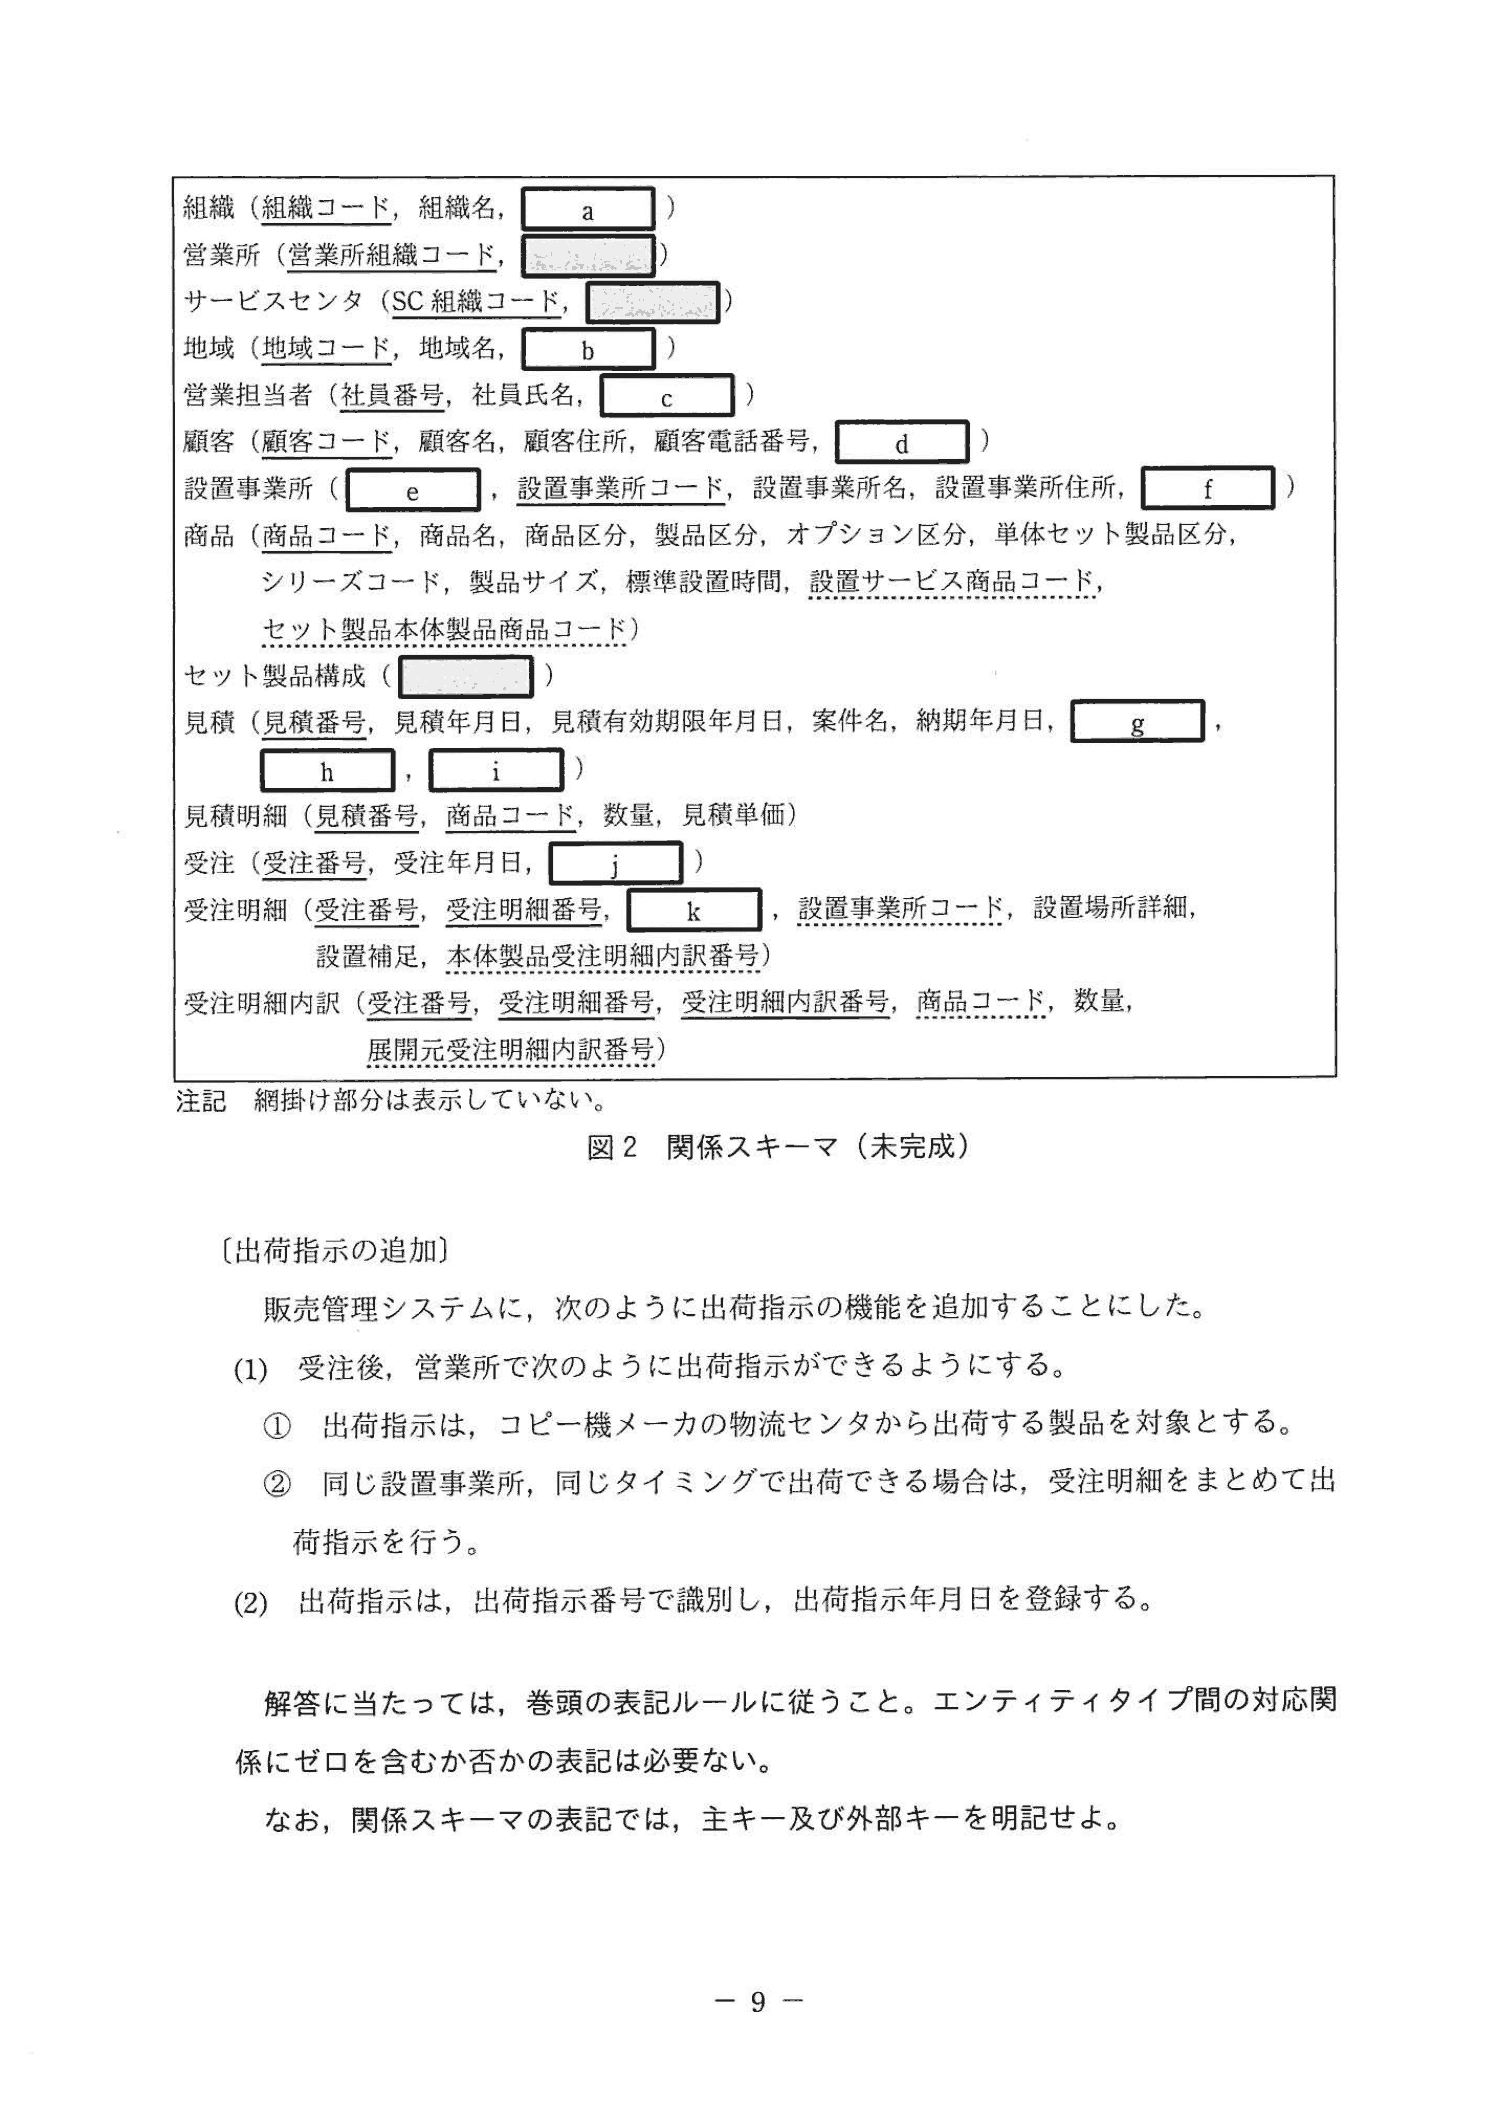 組織（組織コード，組織名， a ）
営業所（営業所組織コード， ）
サービスセンタ（SC 組織コード， ）
地域（地域コード，地域名， b ）
営業担当者（社員番号，社員氏名， c ）
顧客（顧客コード，顧客名，顧客住所，顧客電話番号， d ）
設置事業所（ e ，設置事業所コード，設置事業所名，設置事業所住所， f ）
商品（商品コード，商品名，商品区分，製品区分，オプション区分，単体セット製品区分，
シリーズコード，製品サイズ，標準設置時間，設置サービス商品コード，
セット製品本体製品商品コード）
セット製品構成（ ）
見積（見積番号，見積年月日，見積有効期限年月日，案件名，納期年月日， g ，
h ， i ）
見積明細（見積番号，商品コード，数量，見積単価）
受注（受注番号，受注年月日， j ）
受注明細（受注番号，受注明細番号， k ，設置事業所コード，設置場所詳細，
設置補足，本体製品受注明細内訳番号）
受注明細内訳（受注番号，受注明細番号，受注明細内訳番号，商品コード，数量，
展開元受注明細内訳番号）
注記　網掛け部分は表示していない。
図2　関係スキーマ（未完成）
〔出荷指示の追加〕
販売管理システムに，次のように出荷指示の機能を追加することにした。
(1)　受注後，営業所で次のように出荷指示ができるようにする。
①　出荷指示は，コピー機メーカの物流センタから出荷する製品を対象とする。
②　同じ設置事業所，同じタイミングで出荷できる場合は，受注明細をまとめて出
荷指示を行う。
(2)　出荷指示は，出荷指示番号で識別し，出荷指示年月日を登録する。
解答に当たっては，巻頭の表記ルールに従うこと。エンティティタイプ間の対応関
係にゼロを含むか否かの表記は必要ない。
なお，関係スキーマの表記では，主キー及び外部キーを明記せよ。
－ 9 －